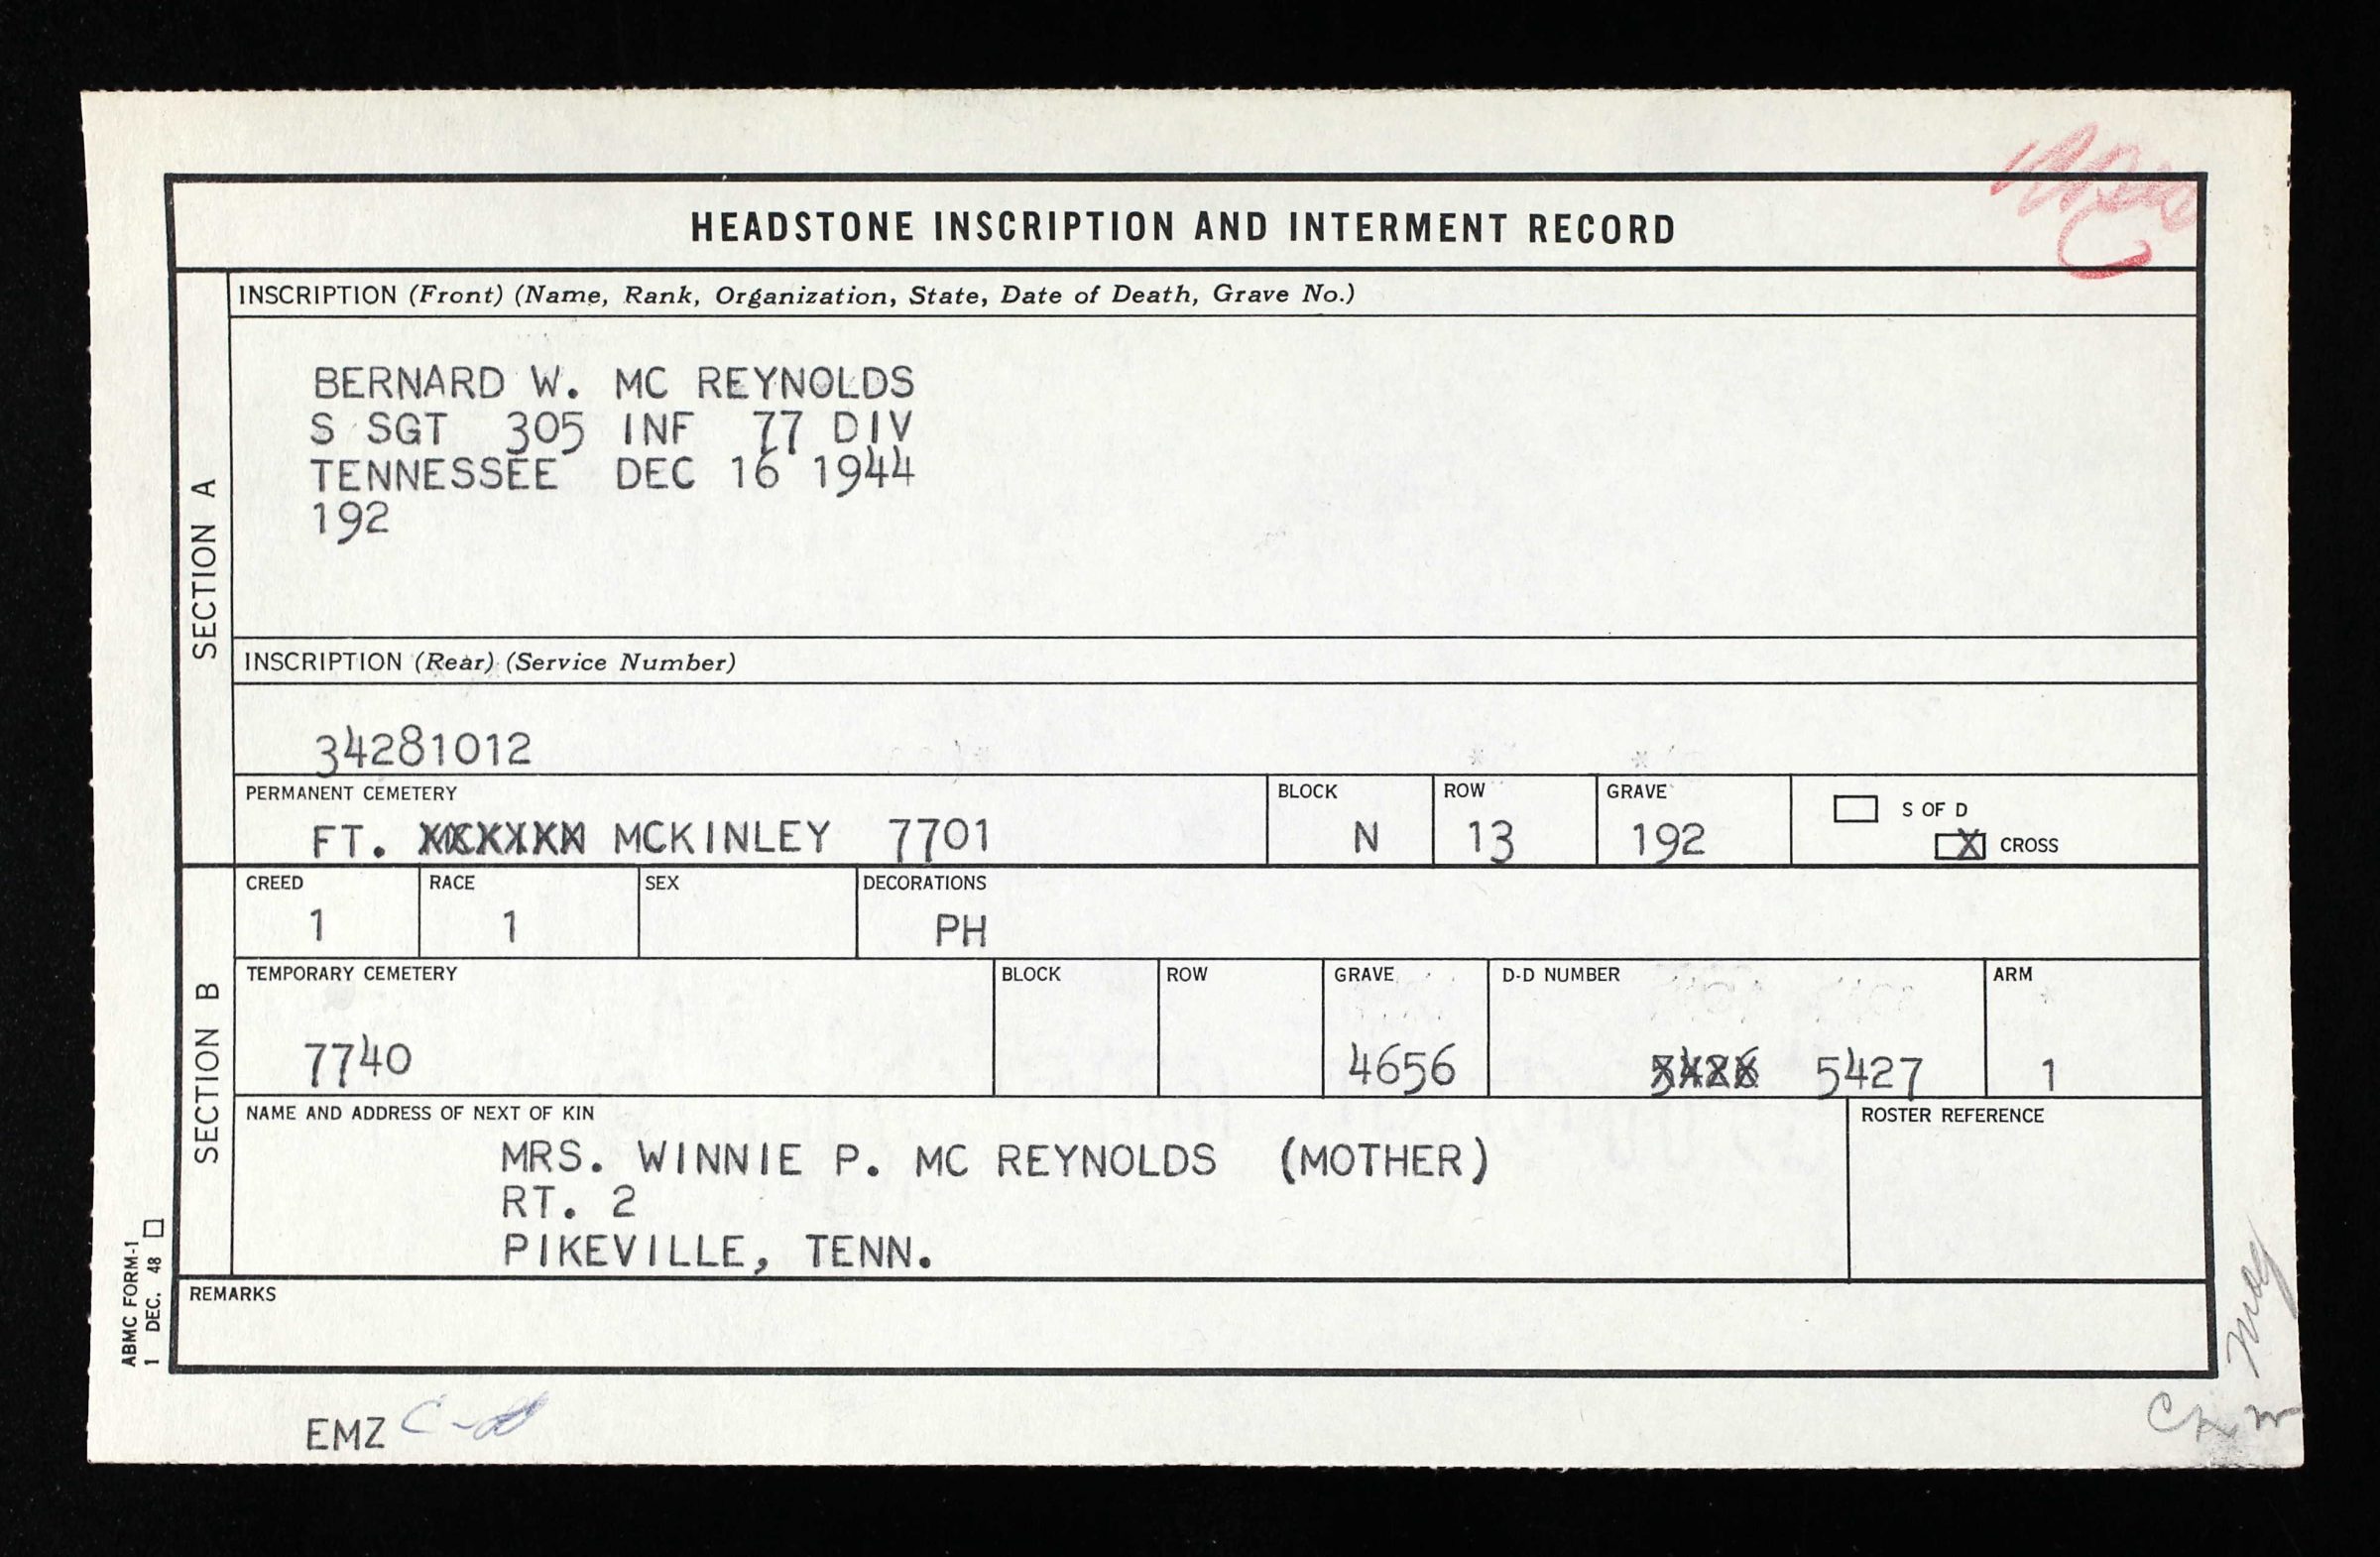 HEADSTONE INSCRIPTION AND INTERMENT RECORD
SECTION A
INSCRIPTION (Front) (Name, Rank, Organization, State, Date of Death, Grave No.)
BERNARD W. MC REYNOLDS
S SGT 305 INF 77 DIV
TENNESSEE DEC 16 1944
192
INSCRIPTION (Rear) (Service Number)
34281012
PERMANENT CEMETERY
FT. MCKINLEY 7701
BLOCK
N
ROW
13
GRAVE
192
S OF D
X CROSS
SECTION B
CREED
1
RACE
1
SEX
DECORATIONS
PH
TEMPORARY CEMETERY
7740
BLOCK
ROW
GRAVE
4656
D-D NUMBER
5426 5427
ARM
1
NAME AND ADDRESS OF NEXT OF KIN
MRS. WINNIE P. MC REYNOLDS (MOTHER)
RT. 2
PIKEVILLE, TENN.
ROSTER REFERENCE
REMARKS
ABMC FORM-1
1 DEC. 48
EMZ